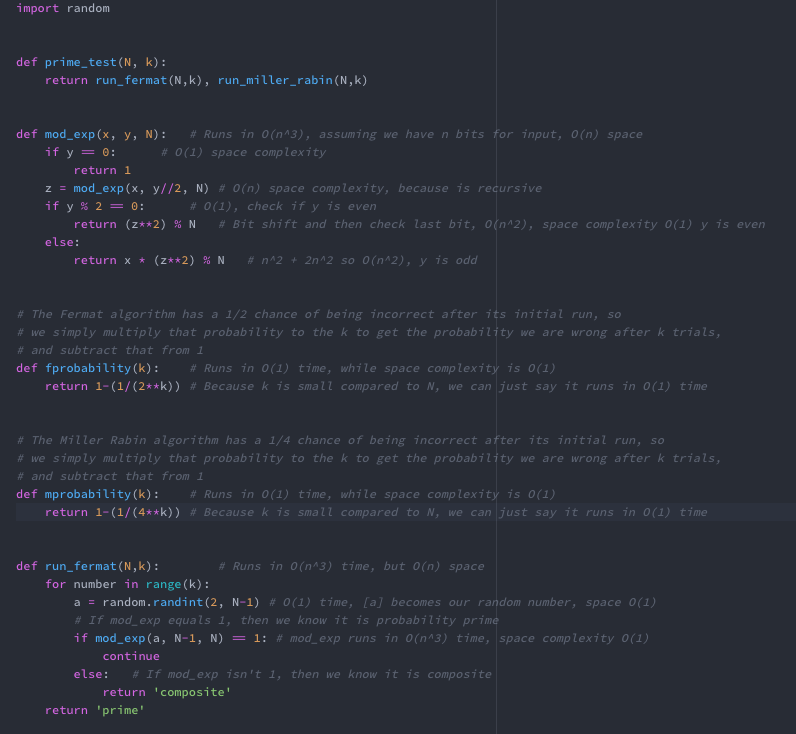 import random
def prime_test(N, k):
    return run_fermat(N,k), run_miller_rabin(N,k)
def mod_exp(x, y, N):   # Runs in O(n^3), assuming we have n bits for input, O(n) space
    if y == 0:      # O(1) space complexity
        return 1
    z = mod_exp(x, y//2, N) # O(n) space complexity, because is recursive
    if y % 2 == 0:      # O(1), check if y is even
        return (z**2) % N   # Bit shift and then check last bit, O(n^2), space complexity O(1) y is even
    else:
        return x * (z**2) % N   # n^2 + 2n^2 so O(n^2), y is odd
# The Fermat algorithm has a 1/2 chance of being incorrect after its initial run, so
# we simply multiply that probability to the k to get the probability we are wrong after k trials,
# and subtract that from 1
def fprobability(k):    # Runs in O(1) time, while space complexity is O(1)
    return 1-(1/(2**k)) # Because k is small compared to N, we can just say it runs in O(1) time
# The Miller Rabin algorithm has a 1/4 chance of being incorrect after its initial run, so
# we simply multiply that probability to the k to get the probability we are wrong after k trials,
# and subtract that from 1
def mprobability(k):    # Runs in O(1) time, while space complexity is O(1)
    return 1-(1/(4**k)) # Because k is small compared to N, we can just say it runs in O(1) time
def run_fermat(N,k):        # Runs in O(n^3) time, but O(n) space
    for number in range(k):
        a = random.randint(2, N-1) # O(1) time, [a] becomes our random number, space O(1)
        # If mod_exp equals 1, then we know it is probability prime
        if mod_exp(a, N-1, N) == 1: # mod_exp runs in O(n^3) time, space complexity O(1)
            continue
        else:   # If mod_exp isn't 1, then we know it is composite
            return 'composite'
    return 'prime'